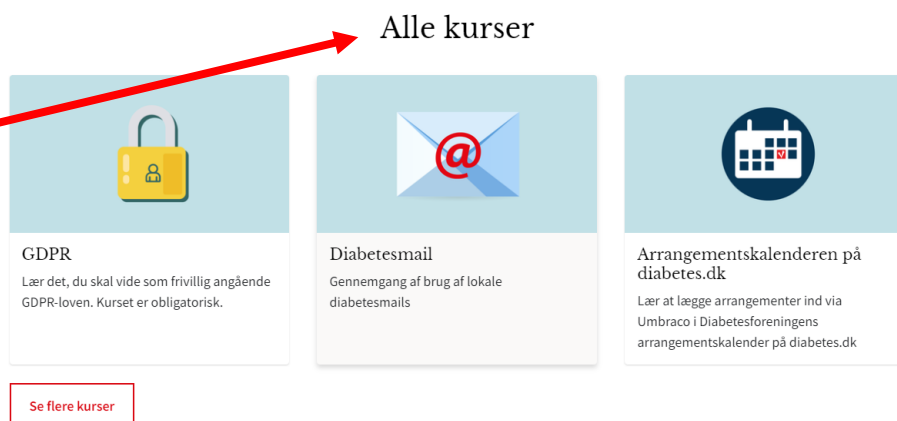 Alle kurser
@
GDPR
Lær det, du skal vide som frivillig angående
GDPR-loven. Kurset er obligatorisk.
Diabetesmail
Gennemgang af brug af lokale
diabetesmails
Arrangementskalenderen på
diabetes.dk
Lær at lægge arrangementer ind via
Umbraco i Diabetesforeningens
arrangementskalender på diabetes.dk
Se flere kurser